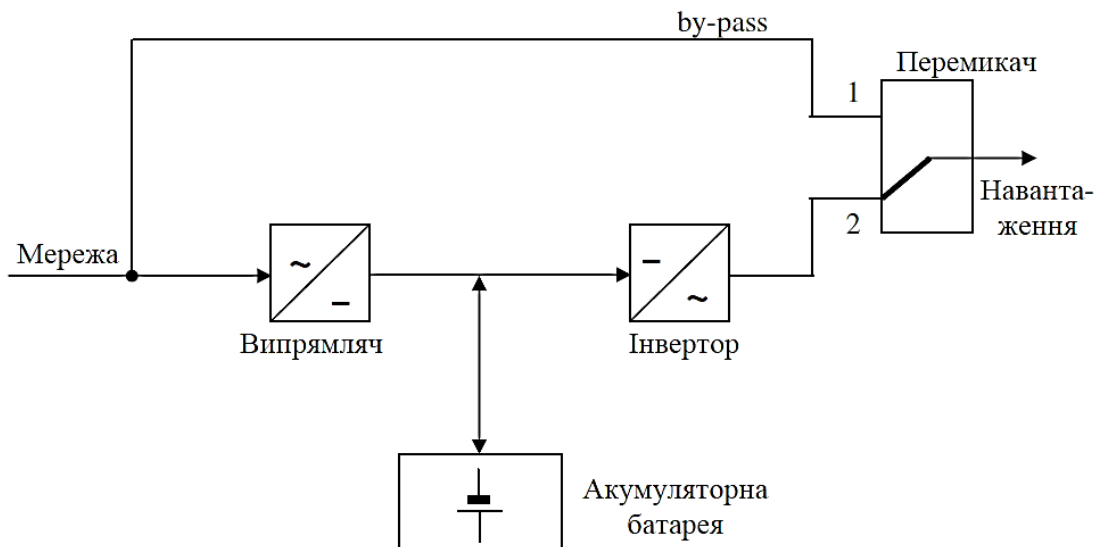 by-pass
Перемикач
1
Наванта-
ження
2
Мережа
Випрямляч
Інвертор
Акумуляторна
батарея